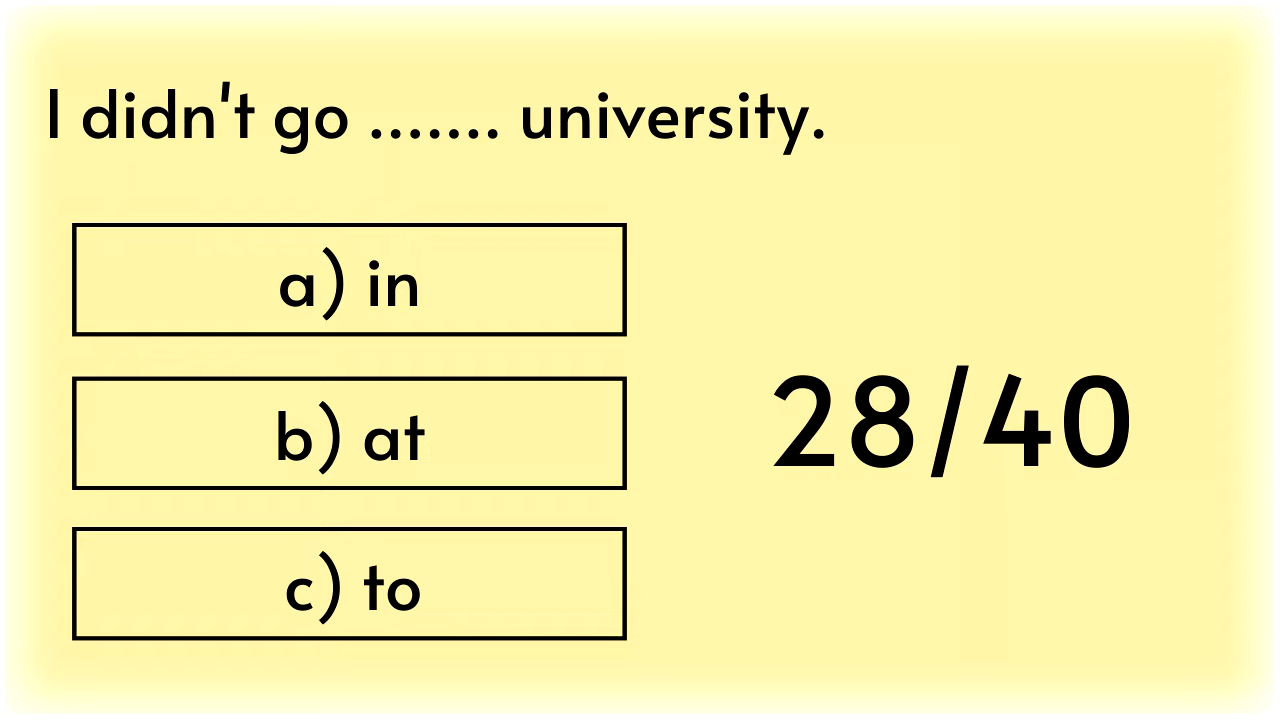 I didn't go ....... university.
a) in
b) at
28/40
c) to